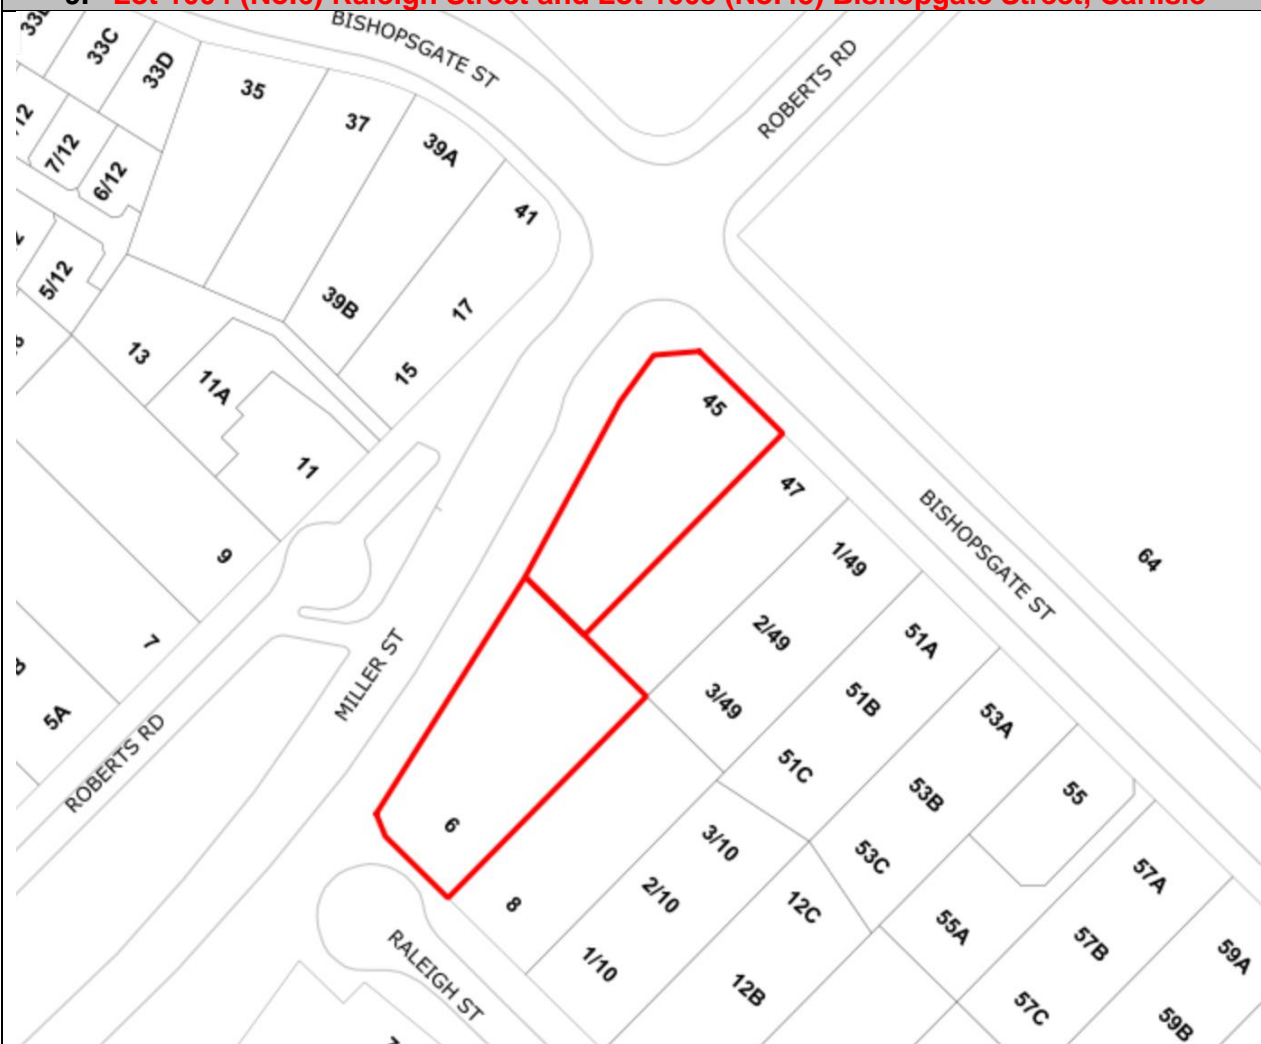 BISHOPSGATE ST
ROBERTS RD
33C
33D
35
37
39A
41
7/12
6/12
5/12
39B
17
15
13
11A
11
9
7
5A
45
47
1/49
2/49
3/49
51A
51B
51C
53A
53B
53C
55
55A
57A
57B
57C
59A
59B
64
BISHOPSGATE ST
MILLER ST
ROBERTS RD
6
8
3/10
2/10
1/10
12C
12B
RALEIGH ST